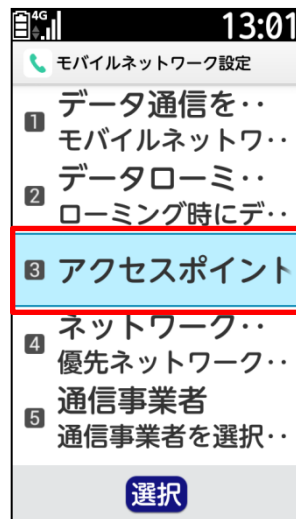 4G 13:01
モバイルネットワーク設定
1 データ通信を‥
モバイルネットワ‥
2 データローミ‥
ローミング時にデ‥
3 アクセスポイント
4 ネットワーク‥
優先ネットワーク‥
5 通信事業者
通信事業者を選択‥
選択